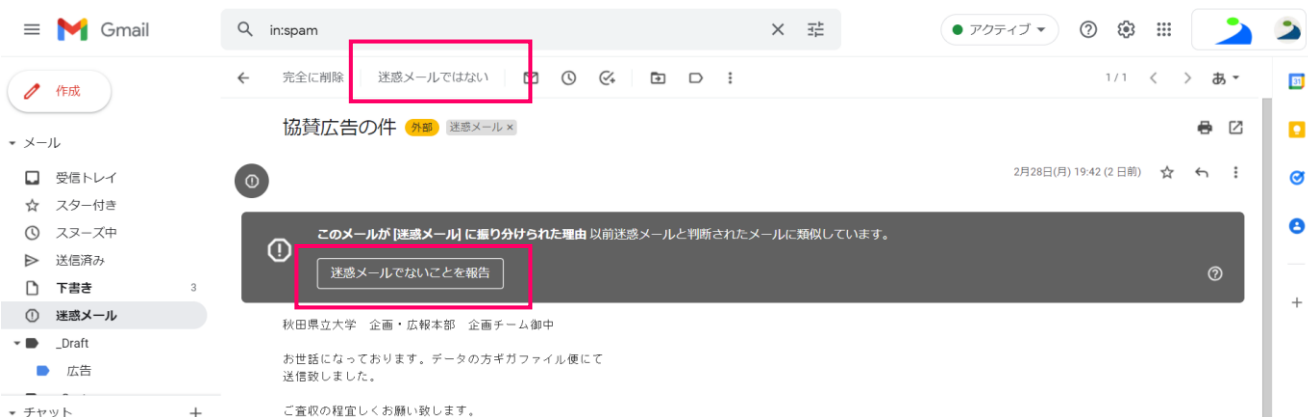 Gmail
in:spam
アクティブ
完全に削除
迷惑メールではない
1/1
あ
作成
協賛広告の件 外部 迷惑メール ×
メール
受信トレイ
2月28日(月) 19:42 (2 日前)
スター付き
スヌーズ中
このメールが [迷惑メール] に振り分けられた理由 以前迷惑メールと判断されたメールに類似しています。
送信済み
迷惑メールでないことを報告
下書き 3
迷惑メール
秋田県立大学 企画・広報本部 企画チーム御中
_Draft
お世話になっております。データの方ギガファイル便にて
広告
送信致しました。
チャット
ご査収の程宜しくお願い致します。